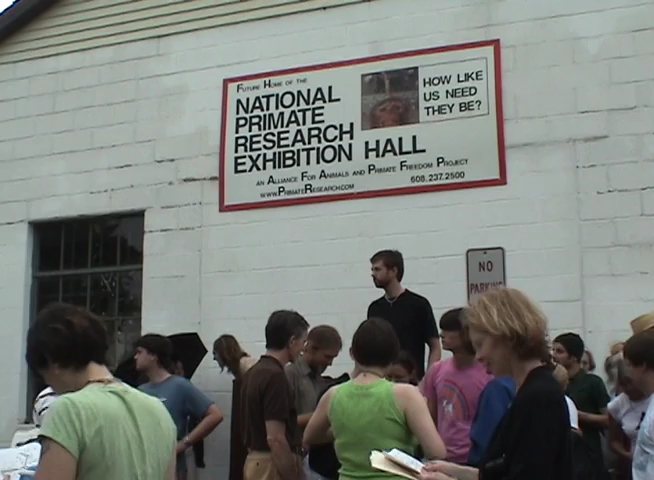 FUTURE HOME OF THE
NATIONAL
PRIMATE
RESEARCH
EXHIBITION HALL
AN ALLIANCE FOR ANIMALS AND PRIMATE FREEDOM PROJECT
WWW.PRIMATERESEARCH.COM
608.237.2500
HOW LIKE
US NEED
THEY BE?
NO
PARKING